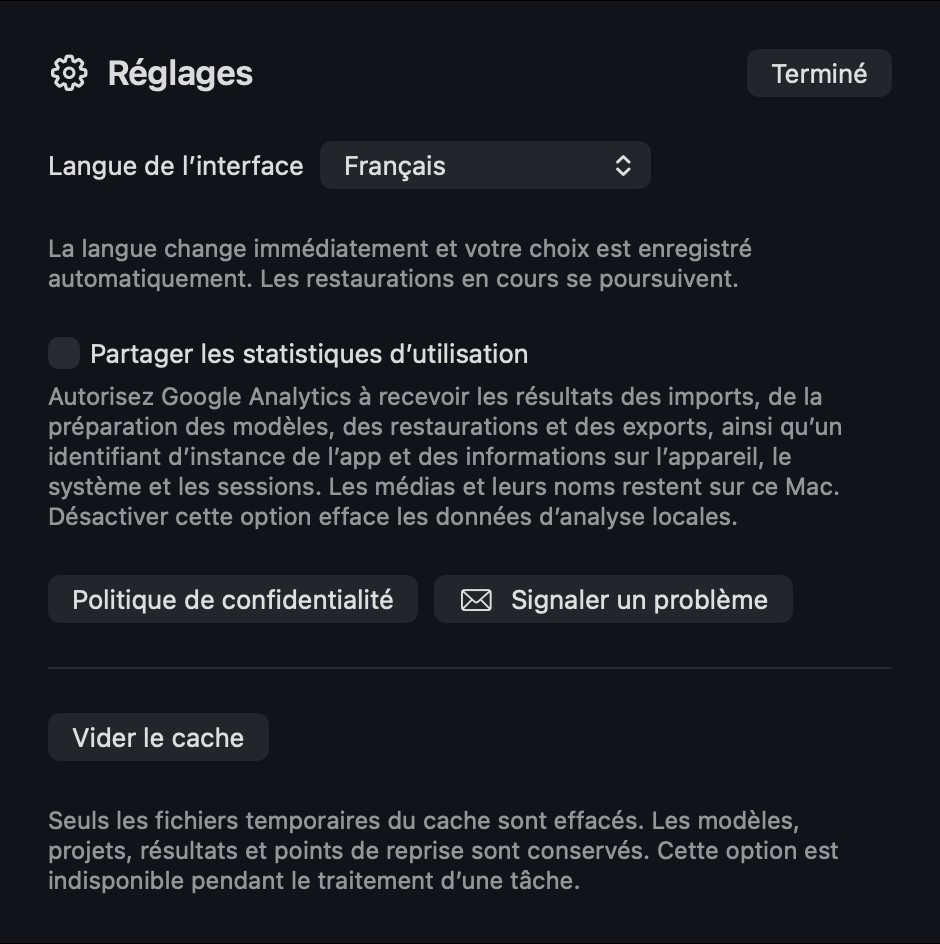 Réglages
Terminé
Langue de l’interface
Français
La langue change immédiatement et votre choix est enregistré
automatiquement. Les restaurations en cours se poursuivent.
Partager les statistiques d’utilisation
Autorisez Google Analytics à recevoir les résultats des imports, de la
préparation des modèles, des restaurations et des exports, ainsi qu’un
identifiant d’instance de l’app et des informations sur l’appareil, le
système et les sessions. Les médias et leurs noms restent sur ce Mac.
Désactiver cette option efface les données d’analyse locales.
Politique de confidentialité
Signaler un problème
Vider le cache
Seuls les fichiers temporaires du cache sont effacés. Les modèles,
projets, résultats et points de reprise sont conservés. Cette option est
indisponible pendant le traitement d’une tâche.